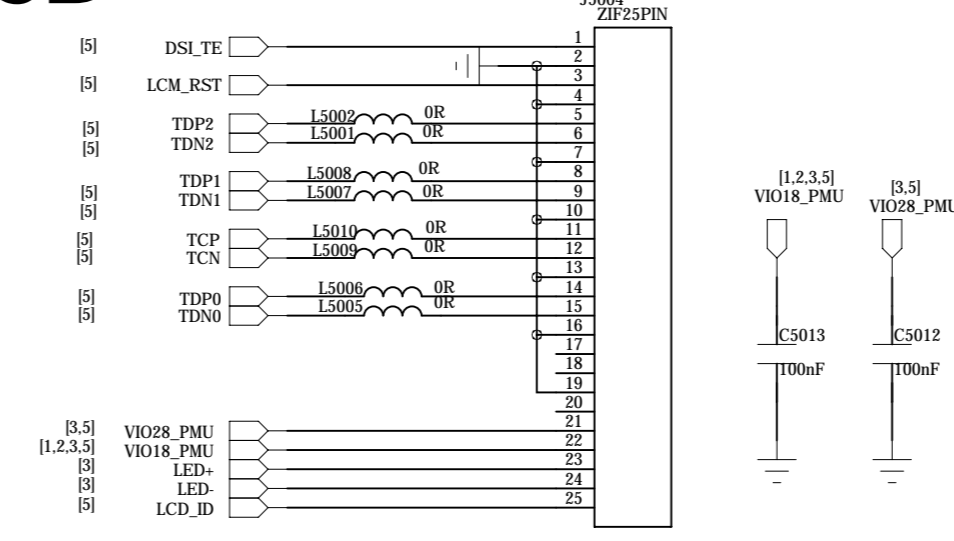 J5004
ZIF25PIN
[5] DSI_TE 1
2
[5] LCM_RST 3
4
[5] TDP2 L5002 0R 5
[5] TDN2 L5001 0R 6
7
[5] TDP1 L5008 0R 8
[5] TDN1 L5007 0R 9
10
[5] TCP L5010 0R 11
[5] TCN L5009 0R 12
13
[5] TDP0 L5006 0R 14
[5] TDN0 L5005 0R 15
16
17
18
19
20
[3,5] VIO28_PMU 21
[1,2,3,5] VIO18_PMU 22
[3] LED+ 23
[3] LED- 24
[5] LCD_ID 25
[1,2,3,5]
VIO18_PMU
C5013
100nF
[3,5]
VIO28_PMU
C5012
100nF